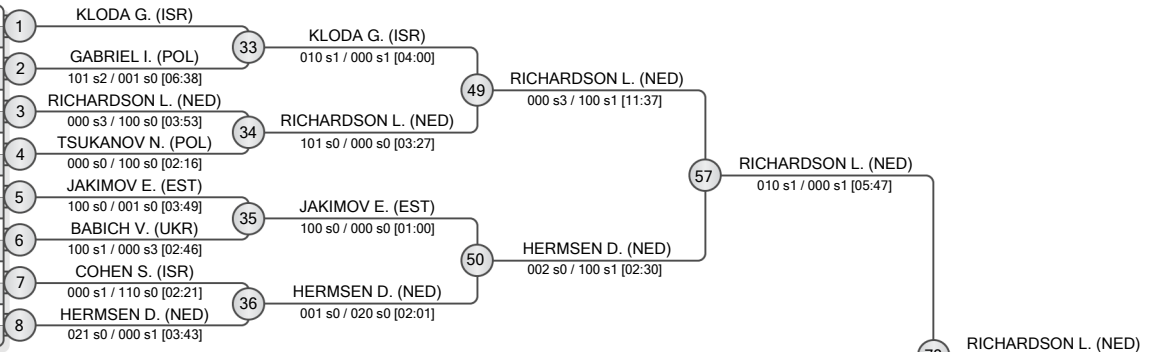 1
KLODA G. (ISR)
2
GABRIEL I. (POL)
101 s2 / 001 s0 [06:38]
3
RICHARDSON L. (NED)
000 s3 / 100 s0 [03:53]
4
TSUKANOV N. (POL)
000 s0 / 100 s0 [02:16]
5
JAKIMOV E. (EST)
100 s0 / 001 s0 [03:49]
6
BABICH V. (UKR)
100 s1 / 000 s3 [02:46]
7
COHEN S. (ISR)
000 s1 / 110 s0 [02:21]
8
HERMSEN D. (NED)
021 s0 / 000 s1 [03:43]
33
KLODA G. (ISR)
010 s1 / 000 s1 [04:00]
34
RICHARDSON L. (NED)
101 s0 / 000 s0 [03:27]
35
JAKIMOV E. (EST)
100 s0 / 000 s0 [01:00]
36
HERMSEN D. (NED)
001 s0 / 020 s0 [02:01]
49
RICHARDSON L. (NED)
000 s3 / 100 s1 [11:37]
50
HERMSEN D. (NED)
002 s0 / 100 s1 [02:30]
57
RICHARDSON L. (NED)
010 s1 / 000 s1 [05:47]
RICHARDSON L. (NED)